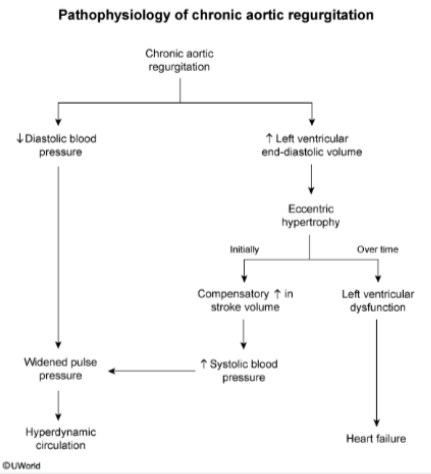 Pathophysiology of chronic aortic regurgitation
Chronic aortic
regurgitation
↓Diastolic blood
pressure
↑ Left ventricular
end-diastolic volume
Eccentric
hypertrophy
Initially
Over time
Compensatory ↑ in
stroke volume
Left ventricular
dysfunction
Widened pulse
pressure
↑ Systolic blood
pressure
Hyperdynamic
circulation
Heart failure
©UWorld